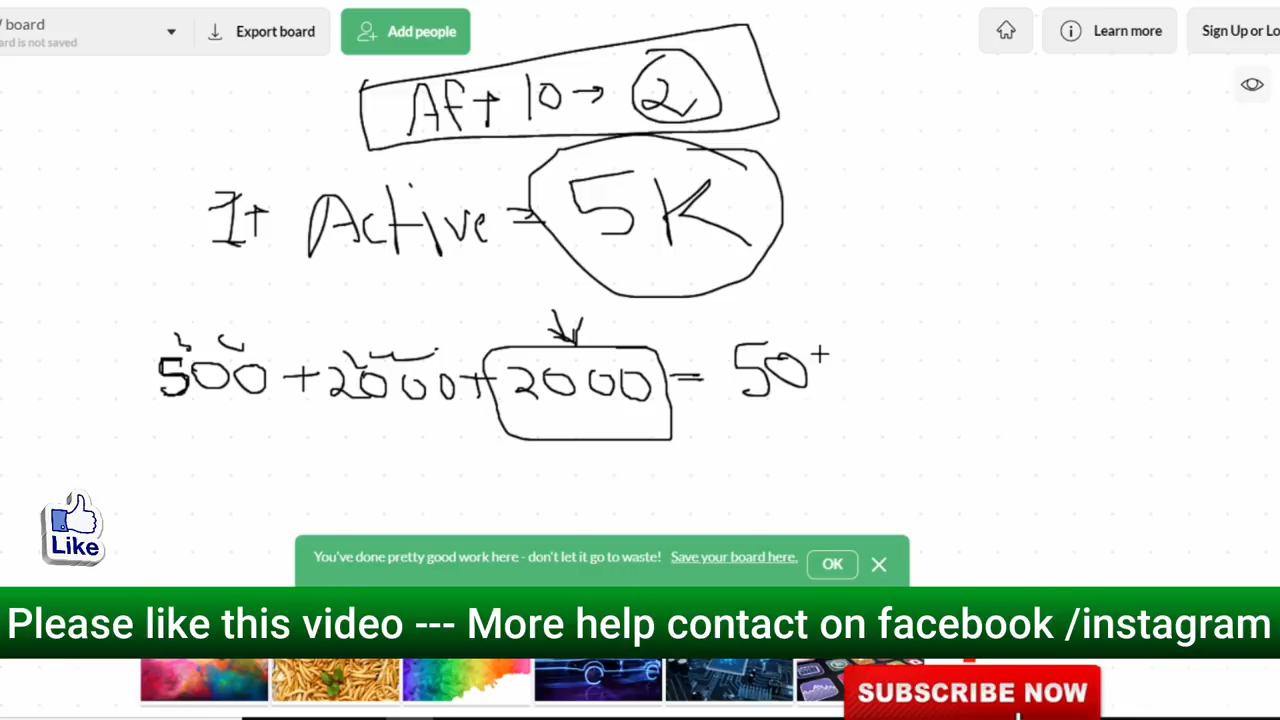 board
ard is not saved
Export board
Add people
Learn more
Sign Up or Lo
Aft 10 → 2
It Active = 5K
500 + 2000 + 2000 = 50+
Like
You've done pretty good work here - don't let it go to waste! Save your board here.
OK
Please like this video --- More help contact on facebook /instagram
SUBSCRIBE NOW